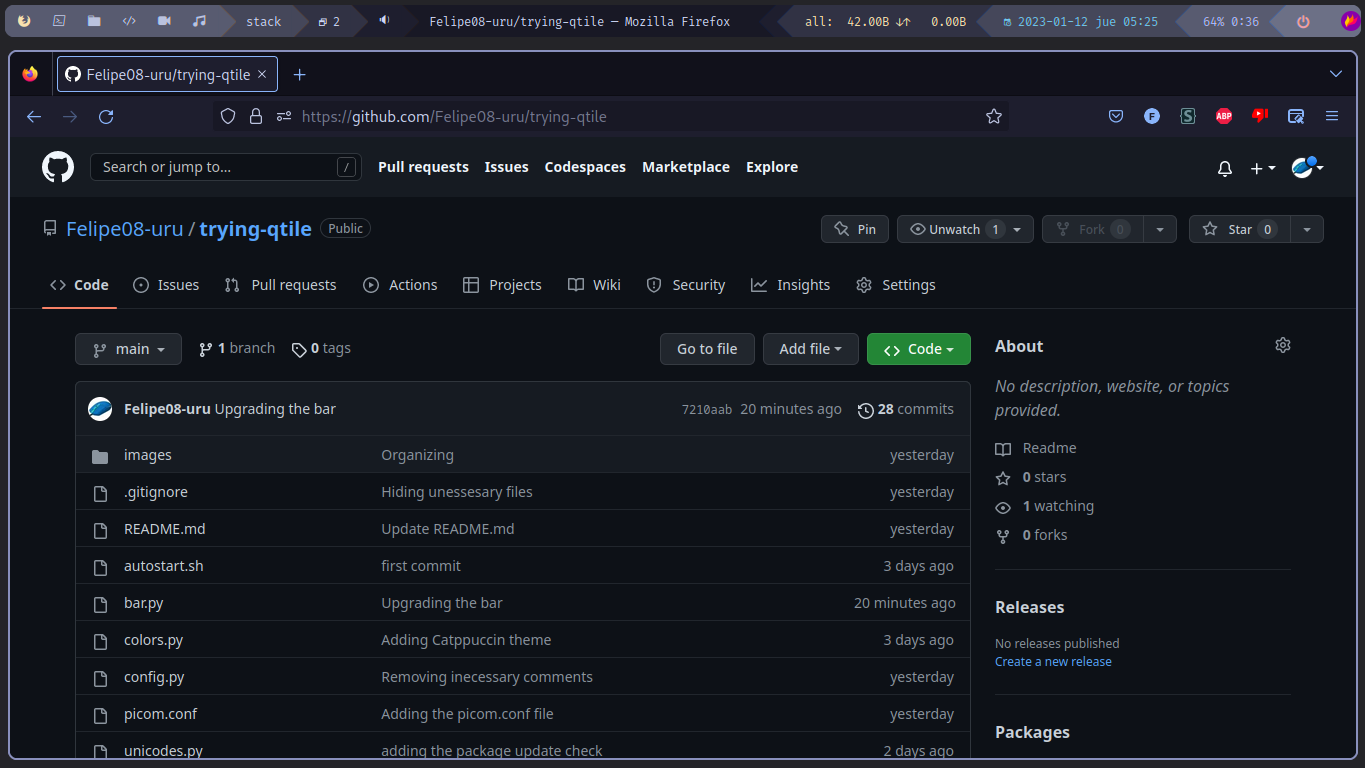 stack 2 Felipe08-uru/trying-qtile — Mozilla Firefox all: 42.00B ↓↑ 0.00B 2023-01-12 jue 05:25 64% 0:36
Felipe08-uru/trying-qtile
https://github.com/Felipe08-uru/trying-qtile F S ABP
Search or jump to... / Pull requests Issues Codespaces Marketplace Explore
Felipe08-uru / trying-qtile Public Pin Unwatch 1 Fork 0 Star 0
Code Issues Pull requests Actions Projects Wiki Security Insights Settings
main 1 branch 0 tags Go to file Add file Code
About
Felipe08-uru Upgrading the bar 7210aab 20 minutes ago 28 commits
No description, website, or topics
provided.
images Organizing yesterday
.gitignore Hiding unessesary files yesterday
README.md Update README.md yesterday
autostart.sh first commit 3 days ago
bar.py Upgrading the bar 20 minutes ago
colors.py Adding Catppuccin theme 3 days ago
config.py Removing inecessary comments yesterday
picom.conf Adding the picom.conf file yesterday
unicodes.py adding the package update check 2 days ago
Readme
0 stars
1 watching
0 forks
Releases
No releases published
Create a new release
Packages